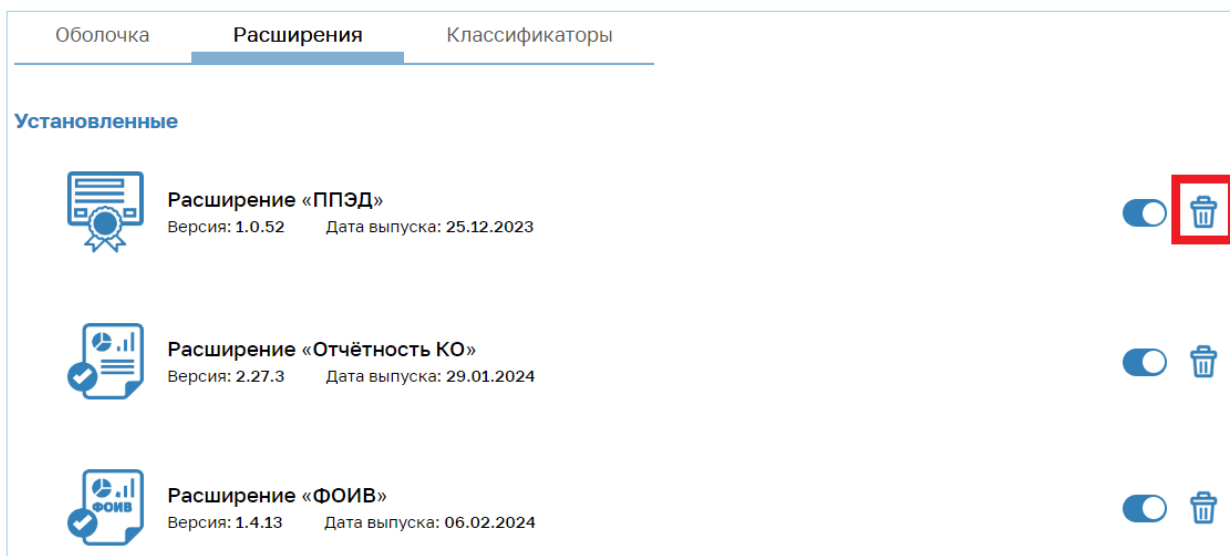 Оболочка Расширения Классификаторы
Установленные
Расширение «ППЭД»
Версия: 1.0.52 Дата выпуска: 25.12.2023
Расширение «Отчётность КО»
Версия: 2.27.3 Дата выпуска: 29.01.2024
ФОИВ
Расширение «ФОИВ»
Версия: 1.4.13 Дата выпуска: 06.02.2024